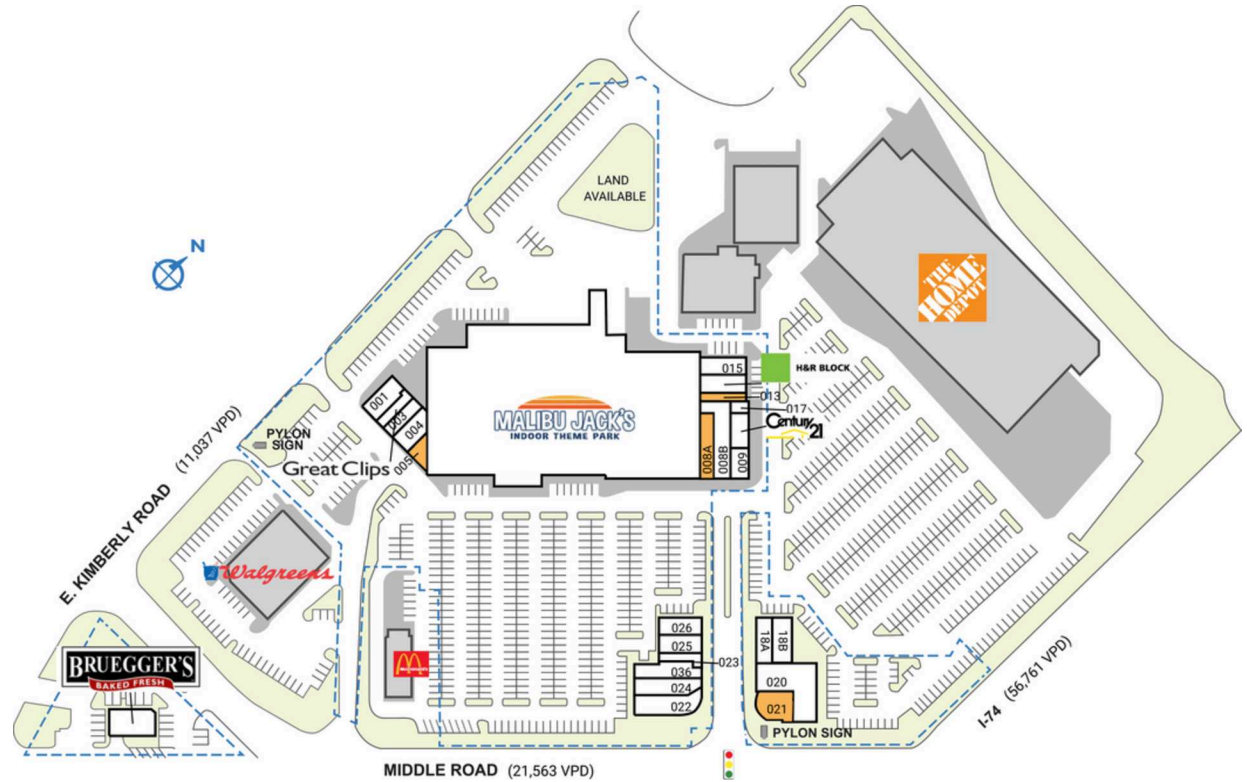 LAND
AVAILABLE
N
THE
HOME
DEPOT
015
H&R BLOCK
013
017
Century 21
001
003
004
005
MALIBU JACK'S
INDOOR THEME PARK
008A
008B
009
(11,037 VPD)
E. KIMBERLY ROAD
PYLON
SIGN
Great Clips
Walgreens
BRUEGGER'S
BAKED FRESH
026
025
023
036
024
022
18A
18B
020
021
PYLON SIGN
I-74 (56,761 VPD)
MIDDLE ROAD (21,563 VPD)